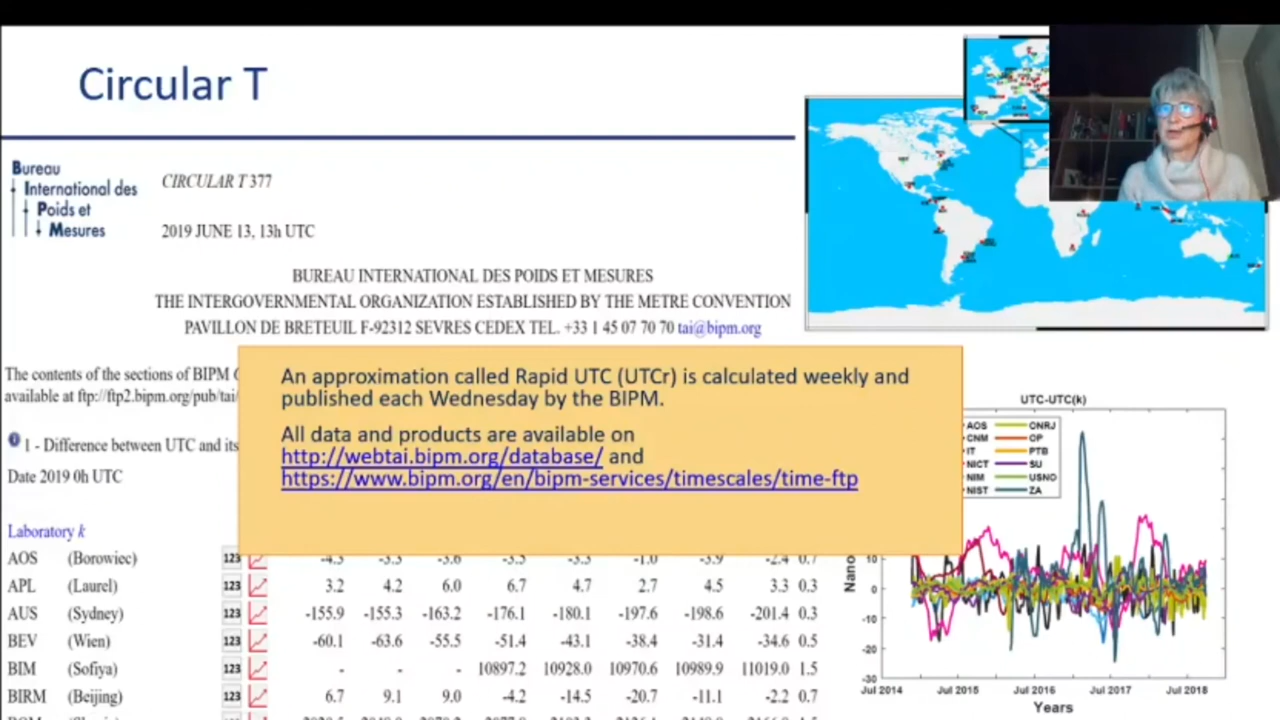 Circular T
Bureau
International des
Poids et
Mesures
CIRCULAR T 377
2019 JUNE 13, 13h UTC
BUREAU INTERNATIONAL DES POIDS ET MESURES
THE INTERGOVERNMENTAL ORGANIZATION ESTABLISHED BY THE METRE CONVENTION
PAVILLON DE BRETEUIL F-92312 SEVRES CEDEX TEL. +33 1 45 07 70 70 tai@bipm.org
The contents of the sections of BIPM
available at ftp://ftp2.bipm.org/pub/tai/
An approximation called Rapid UTC (UTCr) is calculated weekly and
published each Wednesday by the BIPM.
All data and products are available on
http://webtai.bipm.org/database/ and
https://www.bipm.org/en/bipm-services/timescales/time-ftp
1 - Difference between UTC and its
Date 2019 0h UTC
Laboratory k
AOS (Borowiec) 123 -4.3 -3.3 -3.6 -3.3 -3.3 -1.0 -3.9 -2.4 0.7
APL (Laurel) 123 3.2 4.2 6.0 6.7 4.7 2.7 4.5 3.3 0.3
AUS (Sydney) 123 -155.9 -155.3 -163.2 -176.1 -180.1 -197.6 -198.6 -201.4 0.3
BEV (Wien) 123 -60.1 -63.6 -55.5 -51.4 -43.1 -38.4 -31.4 -34.6 0.5
BIM (Sofiya) 123 - - - 10897.2 10928.0 10970.6 10989.9 11019.0 1.5
BIRM (Beijing) 123 6.7 9.1 9.0 -4.2 -14.5 -20.7 -11.1 -2.2 0.7
UTC-UTC(k)
AOS ONRJ
CNM OP
IT PTB
NICT SU
NIM USNO
NIST ZA
Nano
10
0
-10
-20
-30
Jul 2014 Jul 2015 Jul 2016 Jul 2017 Jul 2018
Years